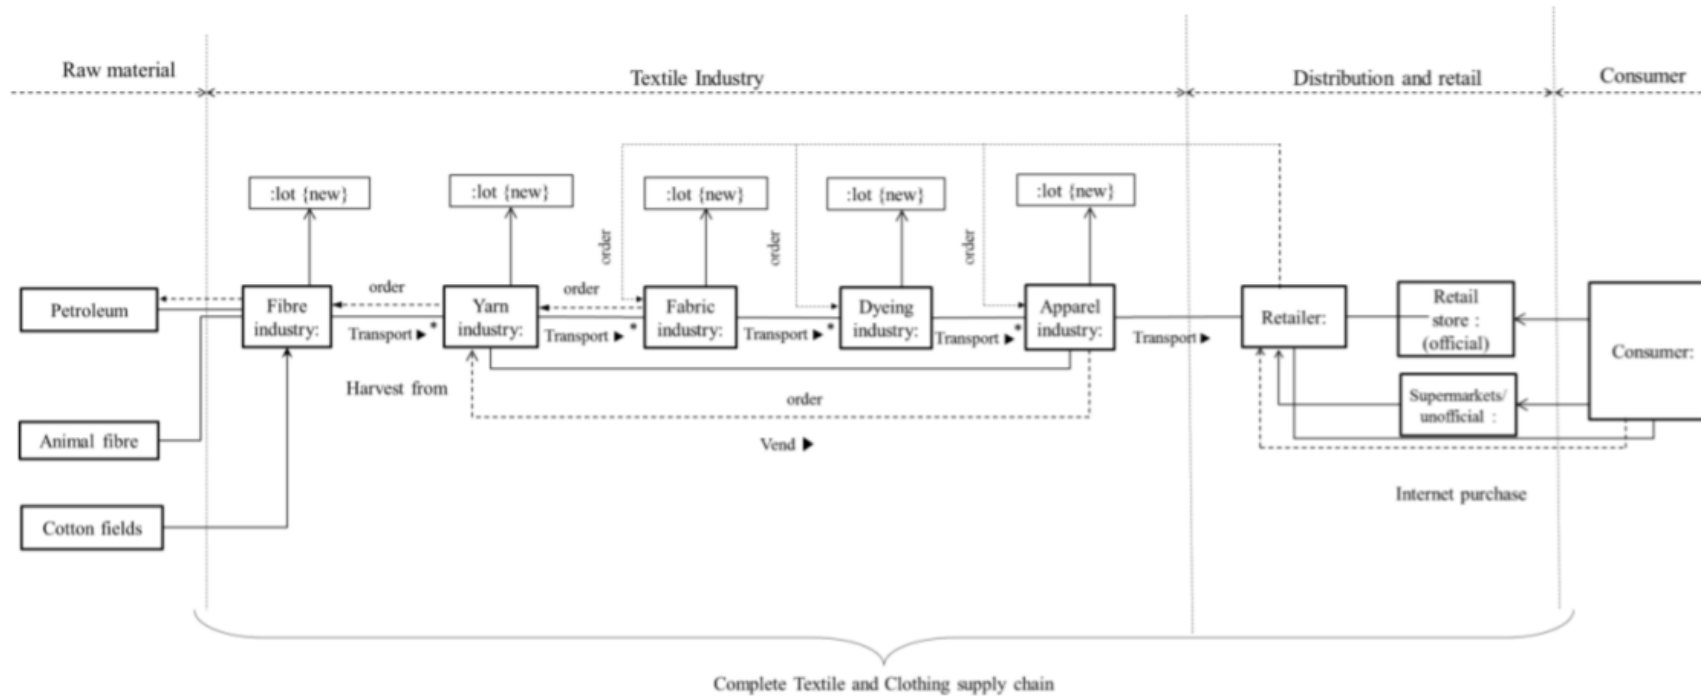 Raw material
Textile Industry
Distribution and retail
Consumer
:lot {new}
:lot {new}
:lot {new}
:lot {new}
:lot {new}
order
order
order
order
order
Petroleum
Fibre
industry:
Yarn
industry:
Fabric
industry:
Dyeing
industry:
Apparel
industry:
Retailer:
Retail
store :
(official)
Consumer:
Transport ▶ *
Transport ▶ *
Transport ▶ *
Transport ▶ *
Transport ▶
Harvest from
order
Supermarkets/
unofficial :
Animal fibre
Vend ▶
Internet purchase
Cotton fields
Complete Textile and Clothing supply chain